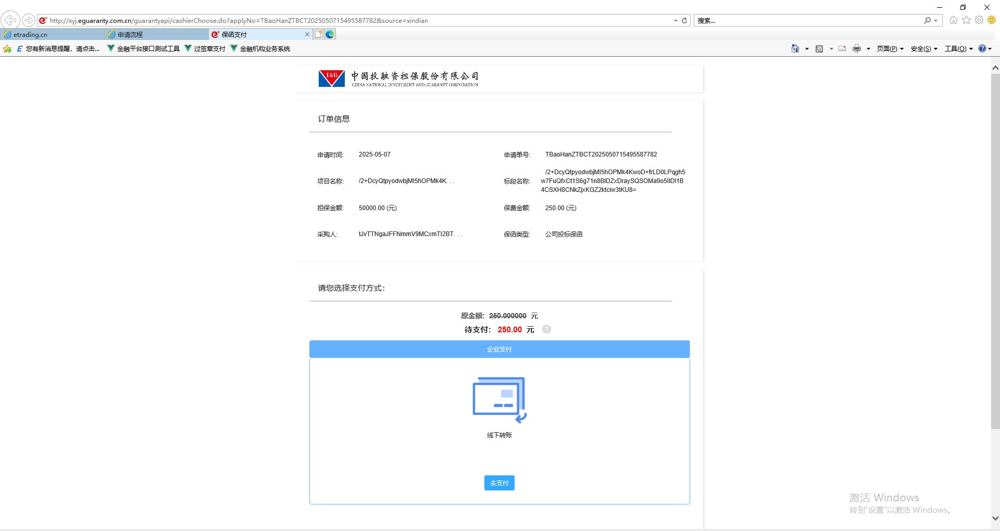 http://xyj.eguaranty.com.cn/guarantyapi/cashierChoose.do?applyNo=TBaoHanZTBCT2025050715495587782&source=xindian
搜索...
etrading.cn
申请流程
保函支付
您有新消息提醒，请点击...
金融平台接口测试工具
过签章支付
金融机构业务系统
页面(P)
安全(S)
工具(O)
I&G
中国投融资担保股份有限公司
CHINA NATIONAL INVESTMENT AND GUARANTY CORPORATION
订单信息
申请时间: 2025-05-07
申请单号: TBaoHanZTBCT2025050715495587782
项目名称: /2+DcyQtpyodwbjMI5hOPMk4K. . .
标段名称: /2+DcyQtpyodwbjMI5hOPMk4KwoD+frLD0LPqgh5
w7FuQfxCt1S6g71n8BIDZxDraySQSOMa9o5IIDI1B
4CSXH8CNkZjxKGZ2ktciw3tKU8=
担保金额: 50000.00 (元)
保费金额: 250.00 (元)
采购人: tJvTTNgaJFFNmmV9MCxmTI2BT. . .
保函类型: 公司投标保函
请您选择支付方式:
原金额: 250.000000 元
待支付: 250.00 元 ?
企业支付
线下转账
去支付
激活 Windows
转到"设置"以激活 Windows。